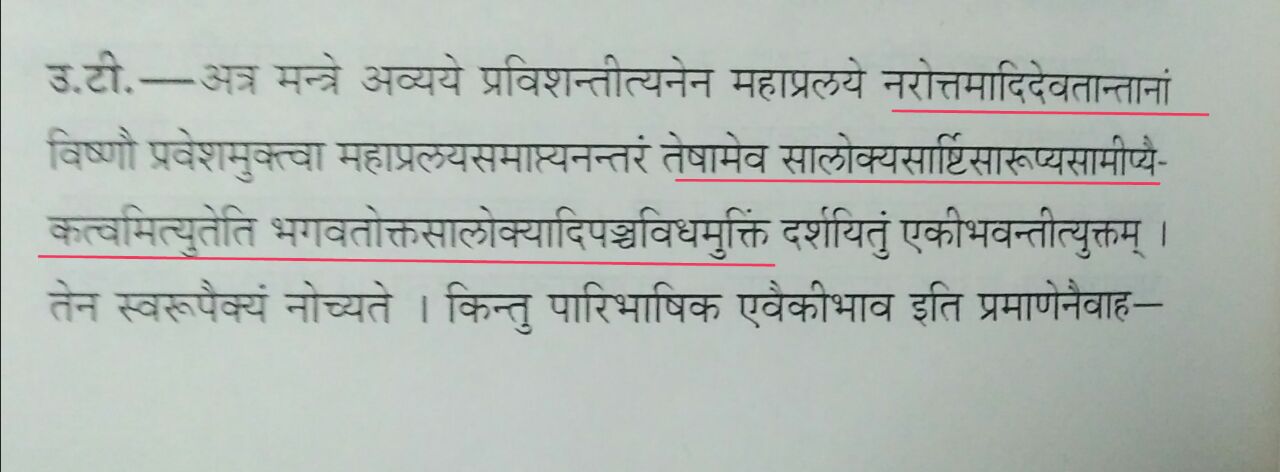 उ.टी.—अत्र मन्त्रे अव्यये प्रविशन्तीत्यनेन महाप्रलये नरोत्तमादिदेवतान्तानां
विष्णौ प्रवेशमुक्त्वा महाप्रलयसमाप्त्यनन्तरं तेषामेव सालोक्यसार्ष्टिसारूप्यसामीप्यै-
कत्वमित्युतेति भगवतोक्तसालोक्यादिपञ्चविधमुक्तिं दर्शयितुं एकीभवन्तीत्युक्तम् ।
तेन स्वरूपैक्यं नोच्यते । किन्तु पारिभाषिक एवैकीभाव इति प्रमाणेनैवाह—